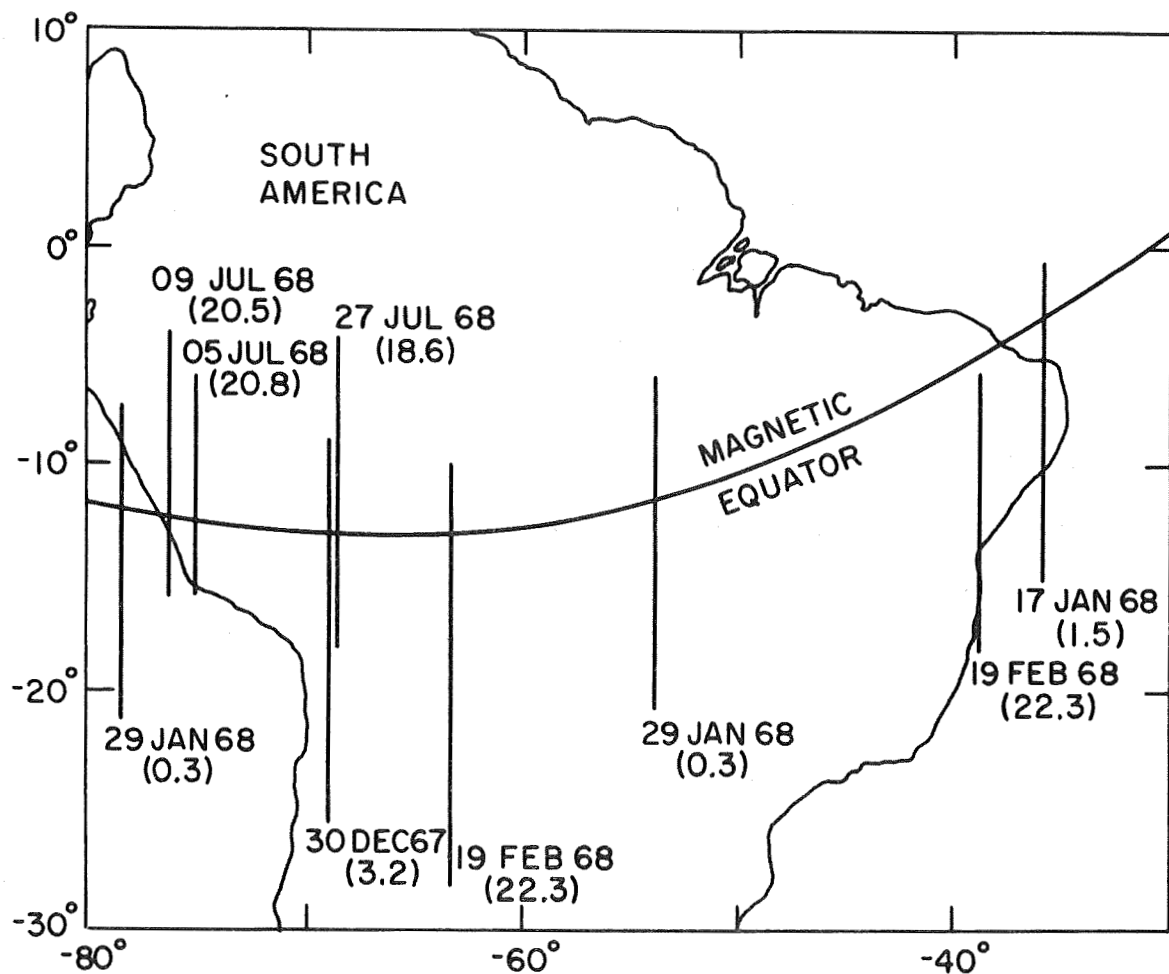 10°
SOUTH
AMERICA
0°
09 JUL 68
(20.5)
27 JUL 68
(18.6)
05 JUL 68
(20.8)
-10°
MAGNETIC
EQUATOR
17 JAN 68
(1.5)
19 FEB 68
(22.3)
-20°
29 JAN 68
(0.3)
29 JAN 68
(0.3)
30 DEC 67
(3.2)
19 FEB 68
(22.3)
-30°
-80°
-60°
-40°